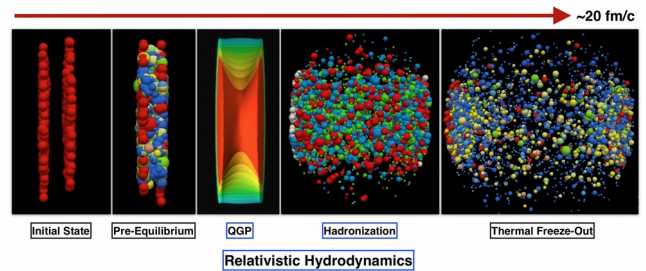 ~20 fm/c
Initial State
Pre-Equilibrium
QGP
Hadronization
Thermal Freeze-Out
Relativistic Hydrodynamics